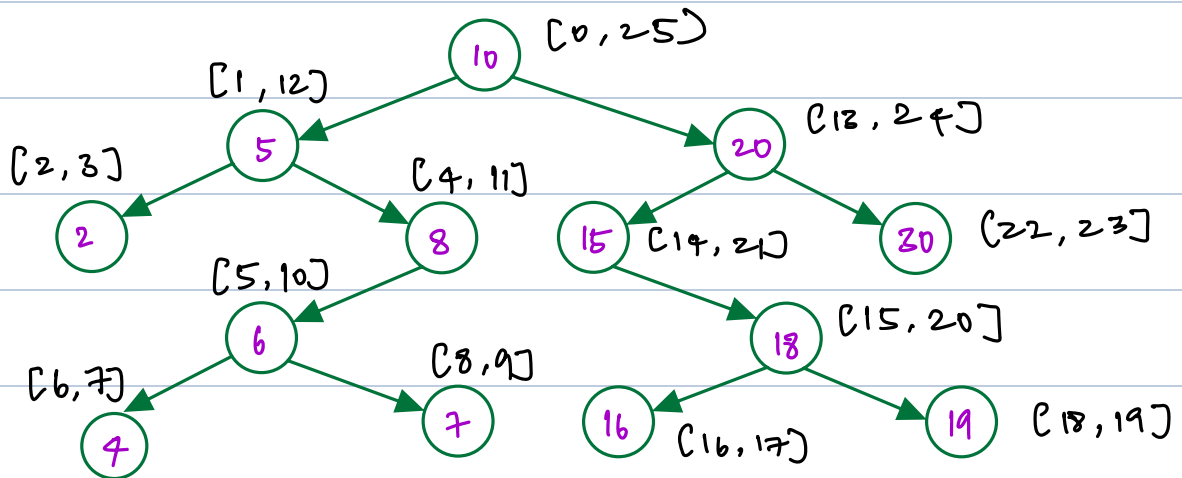 10 [0, 25)
[1, 12]
5 20 [13, 24]
[2, 3] [4, 11]
2 8 15 [14, 21] 30 [22, 23]
[5, 10]
6 18 [15, 20]
[6, 7] [8, 9]
4 7 16 [16, 17] 19 [18, 19]